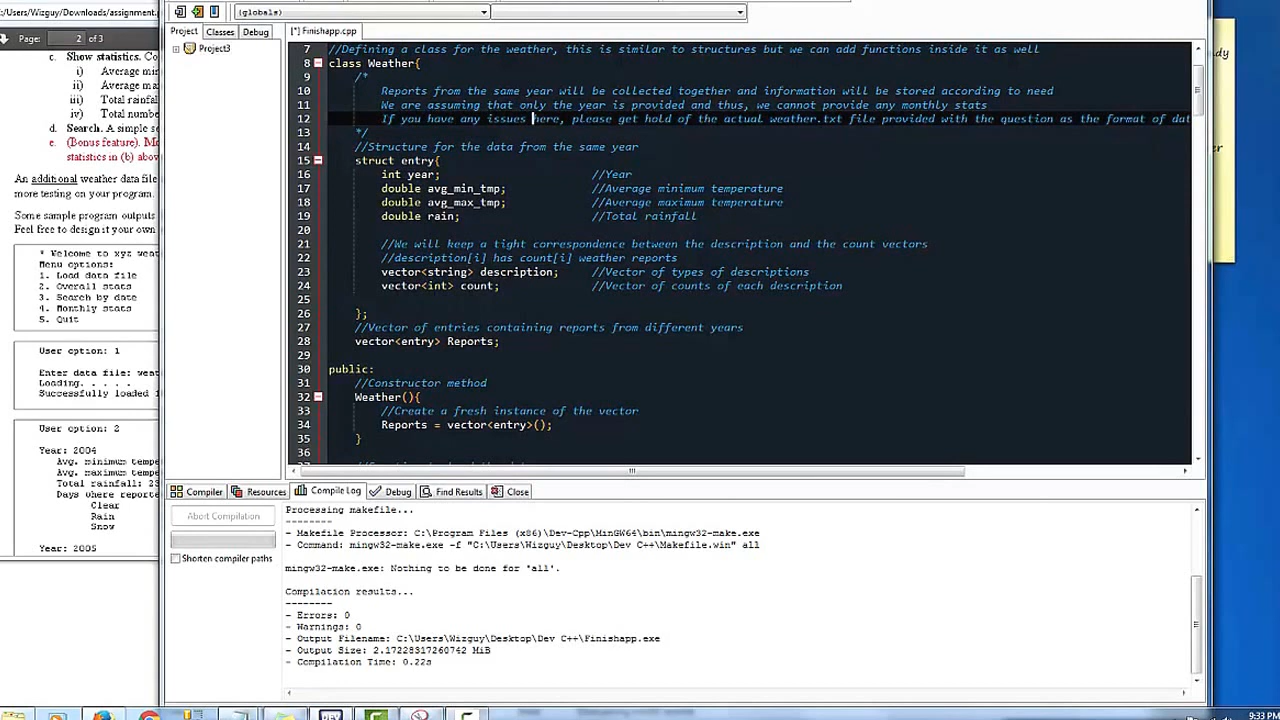 /Users/Wizguy/Downloads/assignment.
Page: 2 of 3
c. Show statistics. Co
i) Average mir
ii) Average ma
iii) Total rainfal
iv) Total numbe
d. Search. A simple se
e. (Bonus feature). Mo
statistics in (b) abov
An additional weather data file
more testing on your program.
Some sample program outputs
Feel free to design it your own
* Welcome to xyz weat
Menu options:
1. Load data file
2. Overall stats
3. Search by date
4. Monthly stats
5. Quit
User option: 1
Enter data file: weat
Loading. . . . .
Successfully loaded 1
User option: 2
Year: 2004
Avg. minimum tempe
Avg. maximum tempe
Total rainfall: 23
Days where reporte
Clear
Rain
Snow
Year: 2005
(globals)
Project Classes Debug
Project3
[*] Finishapp.cpp
7 //Defining a class for the weather, this is similar to structures but we can add functions inside it as well
8 class Weather{
9 /*
10 Reports from the same year will be collected together and information will be stored according to need
11 We are assuming that only the year is provided and thus, we cannot provide any monthly stats
12 If you have any issues here, please get hold of the actual weather.txt file provided with the question as the format of dat
13 */
14 //Structure for the data from the same year
15 struct entry{
16 int year; //Year
17 double avg_min_tmp; //Average minimum temperature
18 double avg_max_tmp; //Average maximum temperature
19 double rain; //Total rainfall
20
21 //We will keep a tight correspondence between the description and the count vectors
22 //description[i] has count[i] weather reports
23 vector<string> description; //Vector of types of descriptions
24 vector<int> count; //Vector of counts of each description
25
26 };
27 //Vector of entries containing reports from different years
28 vector<entry> Reports;
29
30 public:
31 //Constructor method
32 Weather(){
33 //Create a fresh instance of the vector
34 Reports = vector<entry>();
35 }
36
Compiler Resources Compile Log Debug Find Results Close
Abort Compilation
Shorten compiler paths
Processing makefile...
--------
- Makefile Processor: C:\Program Files (x86)\Dev-Cpp\MinGW64\bin\mingw32-make.exe
- Command: mingw32-make.exe -f "C:\Users\Wizguy\Desktop\Dev C++\Makefile.win" all
mingw32-make.exe: Nothing to be done for 'all'.
Compilation results...
--------
- Errors: 0
- Warnings: 0
- Output Filename: C:\Users\Wizguy\Desktop\Dev C++\Finishapp.exe
- Output Size: 2.17228317260742 MiB
- Compilation Time: 0.22s
DEV
9:33 PM